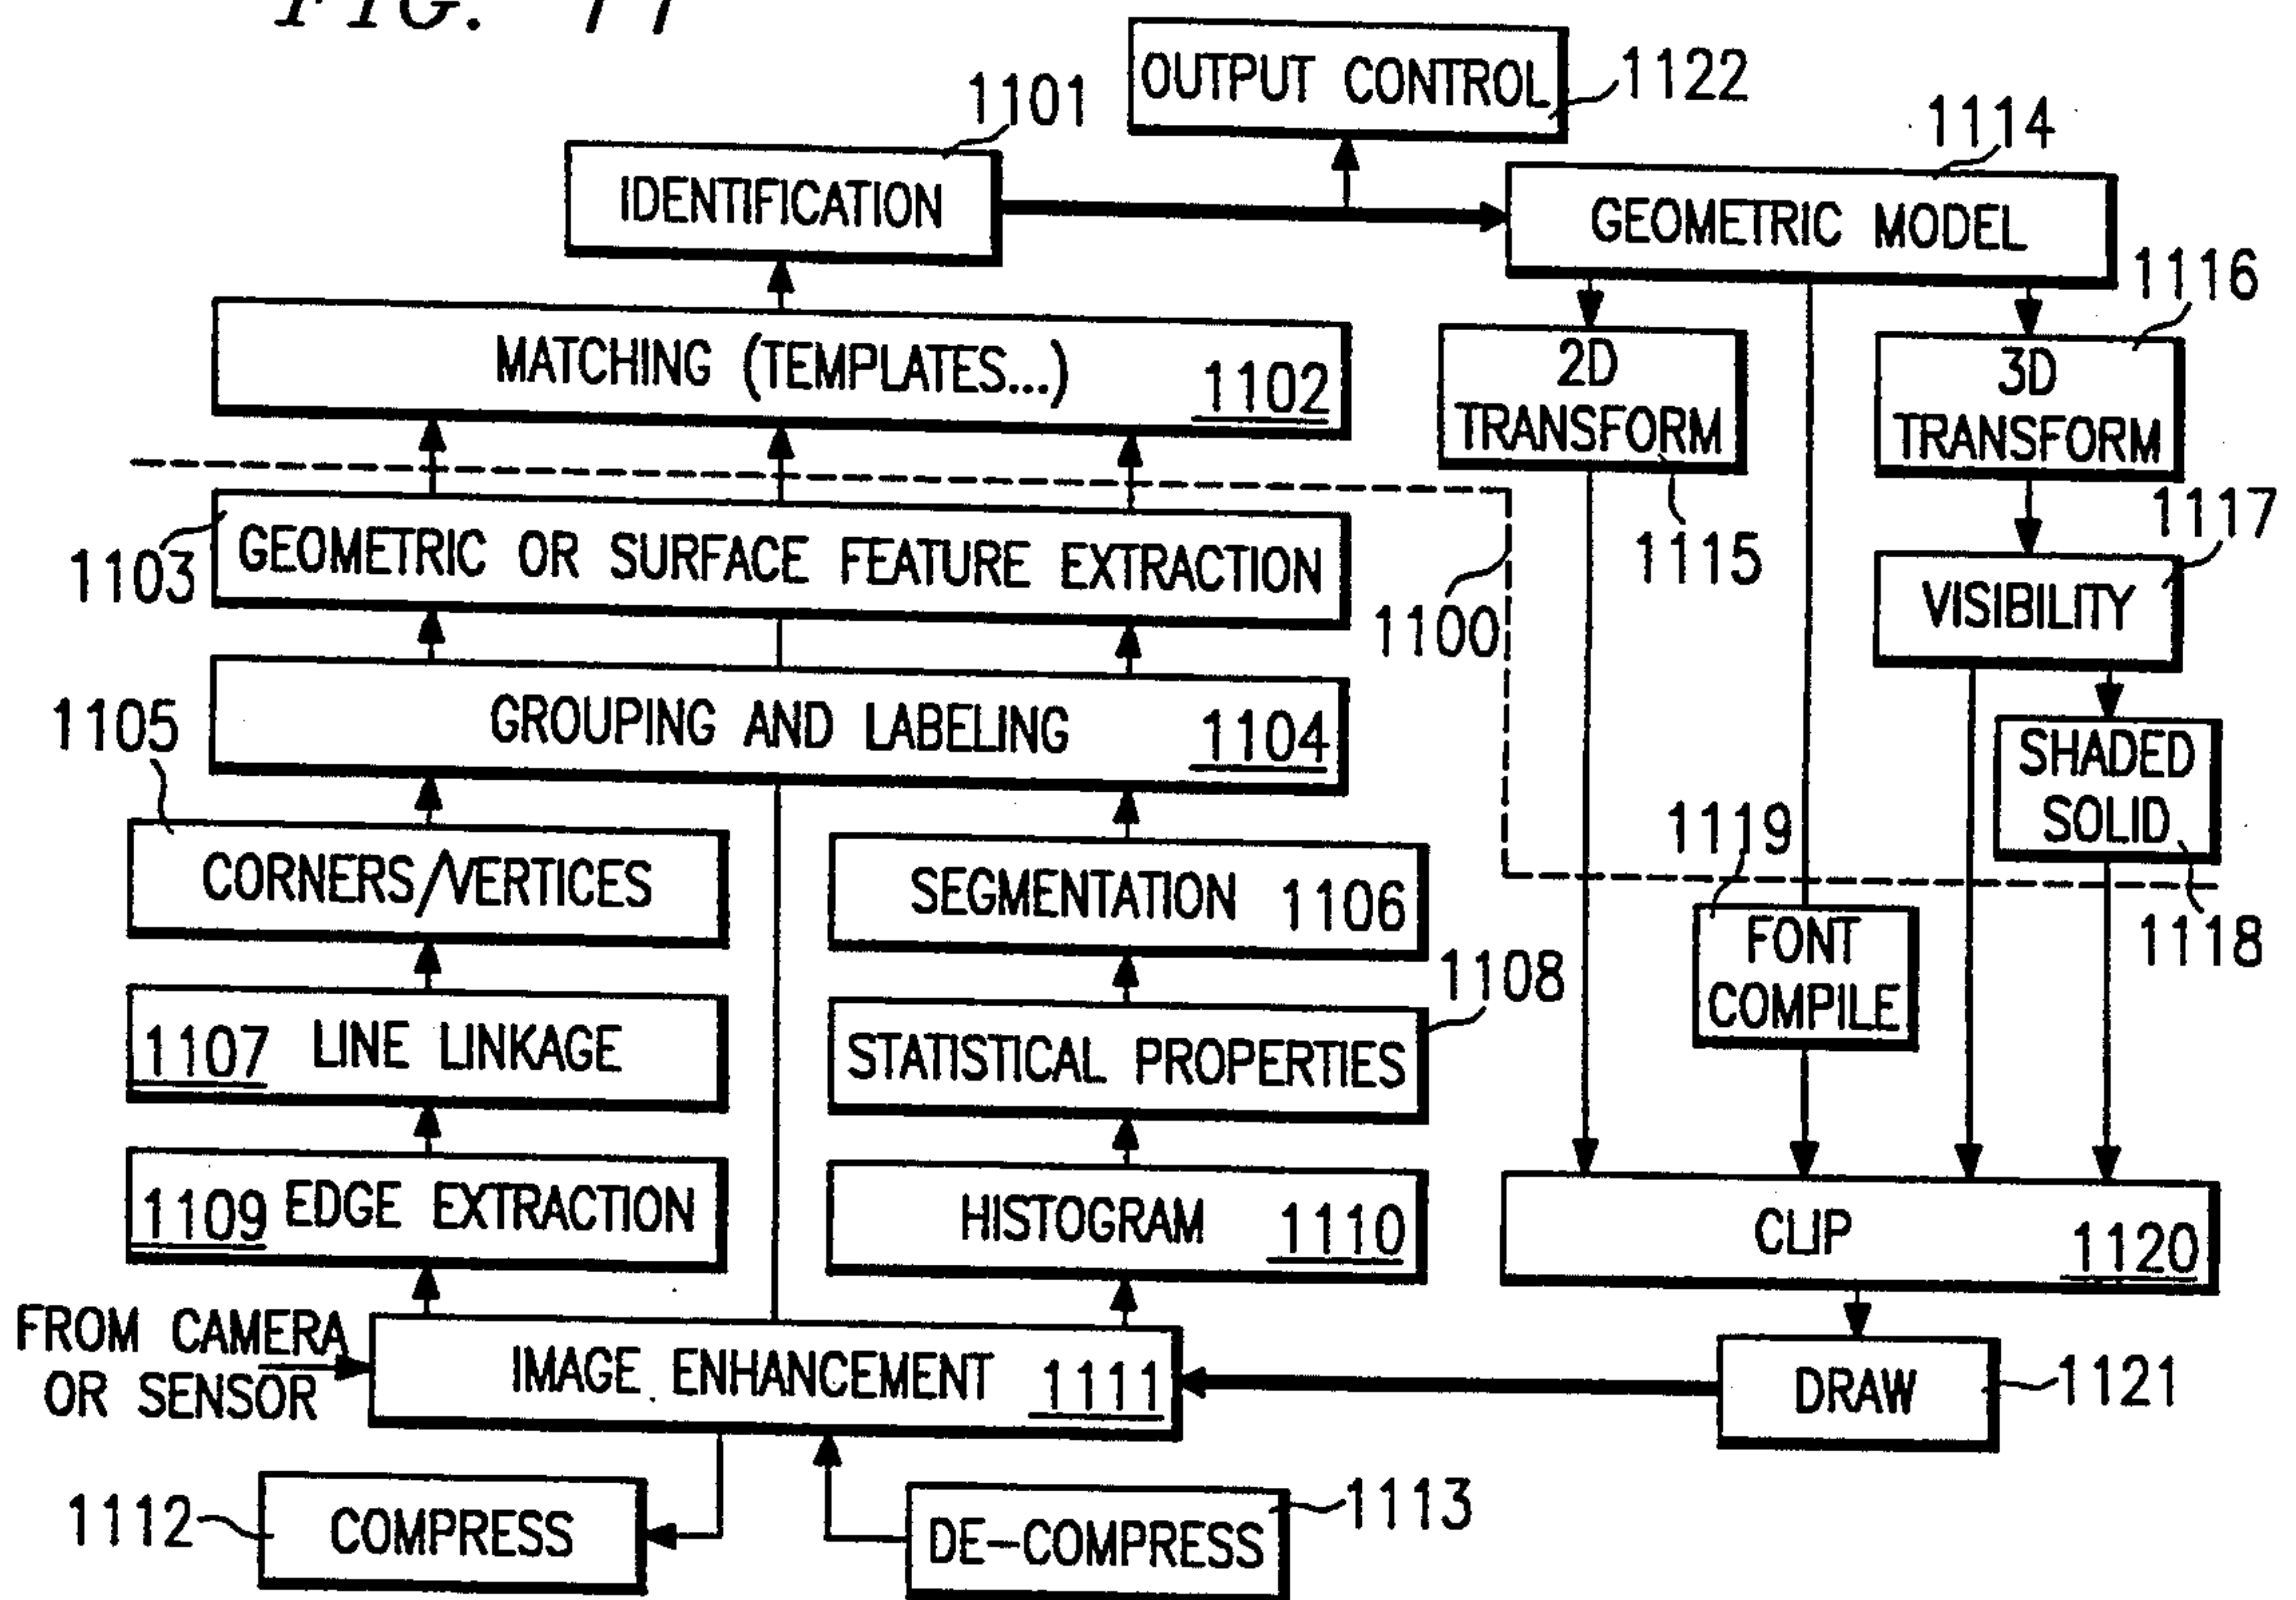 FIG. 11
OUTPUT CONTROL
1122
1101
IDENTIFICATION
1114
GEOMETRIC MODEL
MATCHING (TEMPLATES...) 1102
2D
TRANSFORM
1115
1116
3D
TRANSFORM
1103
GEOMETRIC OR SURFACE FEATURE EXTRACTION
1100
1117
VISIBILITY
1105
GROUPING AND LABELING 1104
SHADED
SOLID
1118
CORNERS/VERTICES
SEGMENTATION 1106
1119
FONT
COMPILE
1107 LINE LINKAGE
1108
STATISTICAL PROPERTIES
1109 EDGE EXTRACTION
HISTOGRAM 1110
CLIP 1120
FROM CAMERA
OR SENSOR
IMAGE ENHANCEMENT 1111
DRAW
1121
1112
COMPRESS
DE-COMPRESS
1113